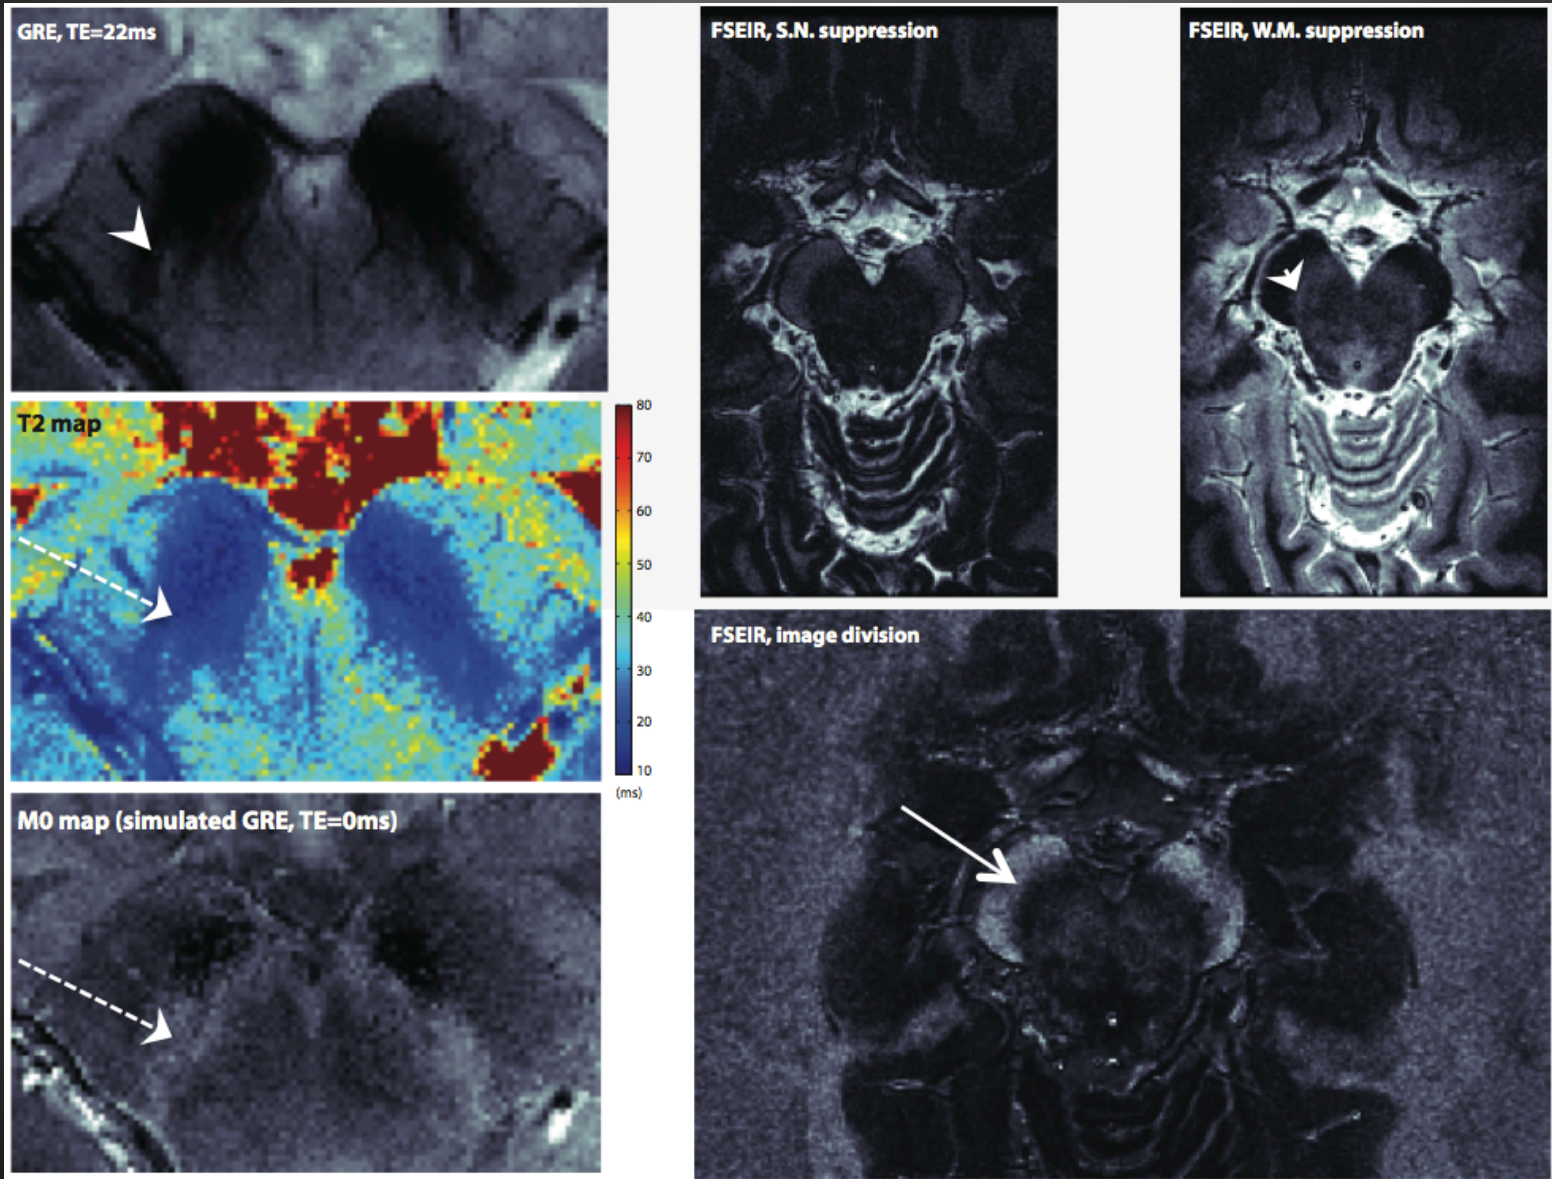 GRE, TE=22ms
FSEIR, S.N. suppression
FSEIR, W.M. suppression
T2 map
80
70
60
50
40
30
20
10
(ms)
FSEIR, image division
M0 map (simulated GRE, TE=0ms)